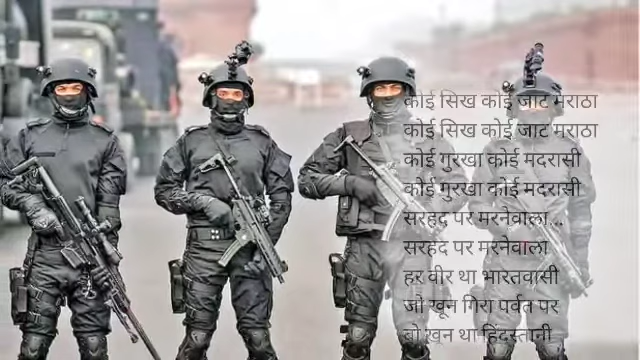 कोई सिख कोई जाट मराठा
कोई सिख कोई जाट मराठा
कोई गुरखा कोई मदरासी
कोई गुरखा कोई मदरासी
सरहद पर मरनेवाला...
सरहद पर मरनेवाला
हर वीर था भारतवासी
जो खून गिरा पर्वत पर
वो खून था हिंदुस्तानी